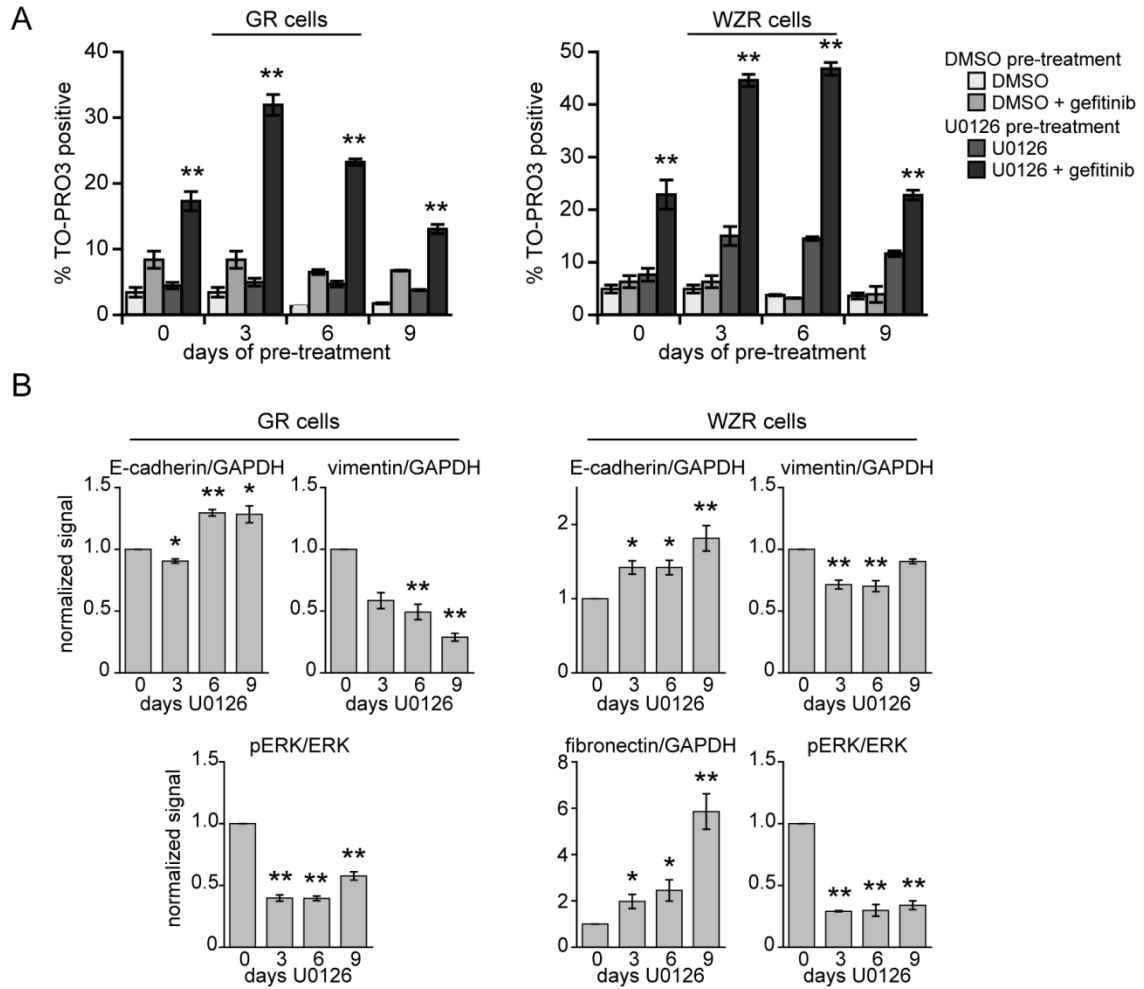 A
GR cells
WZR cells
% TO-PRO3 positive
40
30
20
10
0
** ** ** **
0 3 6 9
days of pre-treatment
% TO-PRO3 positive
50
40
30
20
10
0
** ** ** **
0 3 6 9
days of pre-treatment
DMSO pre-treatment
DMSO
DMSO + gefitinib
U0126 pre-treatment
U0126
U0126 + gefitinib
B
GR cells
WZR cells
E-cadherin/GAPDH
normalized signal
1.5
1.0
0.5
0
* ** *
0 3 6 9
days U0126
vimentin/GAPDH
1.5
1.0
0.5
0
** **
0 3 6 9
days U0126
E-cadherin/GAPDH
2
1
0
* * **
0 3 6 9
days U0126
vimentin/GAPDH
1.5
1.0
0.5
0
** **
0 3 6 9
days U0126
pERK/ERK
normalized signal
1.5
1.0
0.5
0
** ** **
0 3 6 9
days U0126
fibronectin/GAPDH
8
6
4
2
0
* * **
0 3 6 9
days U0126
pERK/ERK
1.5
1.0
0.5
0
** ** **
0 3 6 9
days U0126